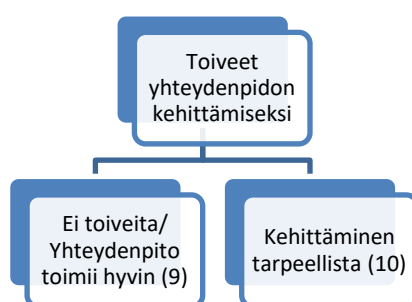 Toiveet
yhteydenpidon
kehittämiseksi
Ei toiveita/
Yhteydenpito
toimii hyvin (9)
Kehittäminen
tarpeellista (10)